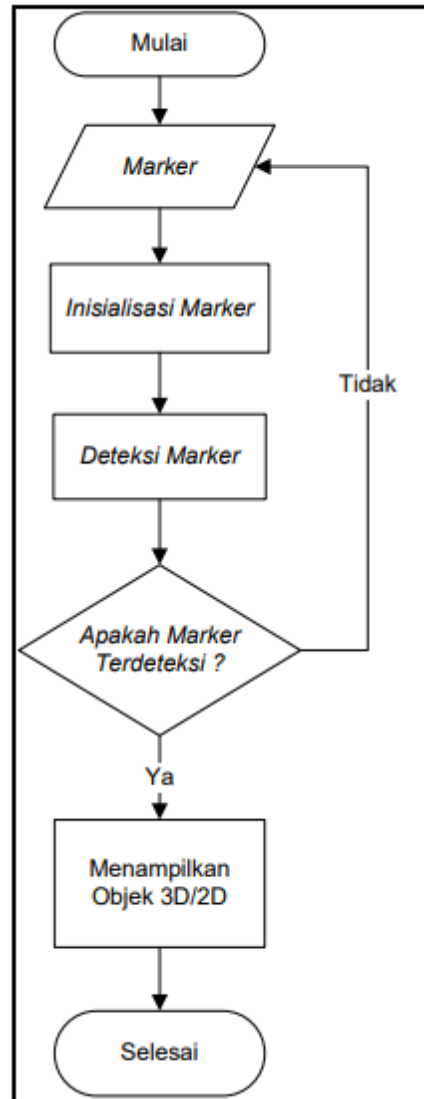 Mulai
Marker
Inisialisasi Marker
Deteksi Marker
Tidak
Apakah Marker
Terdeteksi ?
Ya
Menampilkan
Objek 3D/2D
Selesai